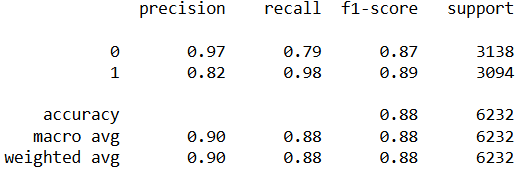 precision recall f1-score support
0 0.97 0.79 0.87 3138
1 0.82 0.98 0.89 3094
accuracy 0.88 6232
macro avg 0.90 0.88 0.88 6232
weighted avg 0.90 0.88 0.88 6232